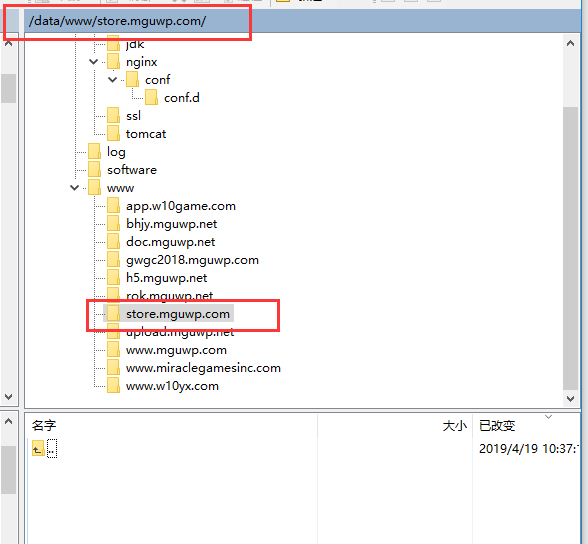 /data/www/store.mguwp.com/
jdk
nginx
conf
conf.d
ssl
tomcat
log
software
www
app.w10game.com
bhjy.mguwp.net
doc.mguwp.net
gwgc2018.mguwp.com
h5.mguwp.net
rok.mguwp.net
store.mguwp.com
upload.mguwp.net
www.mguwp.com
www.miraclegamesinc.com
www.w10yx.com
名字 大小 已改变
.. 2019/4/19 10:37: